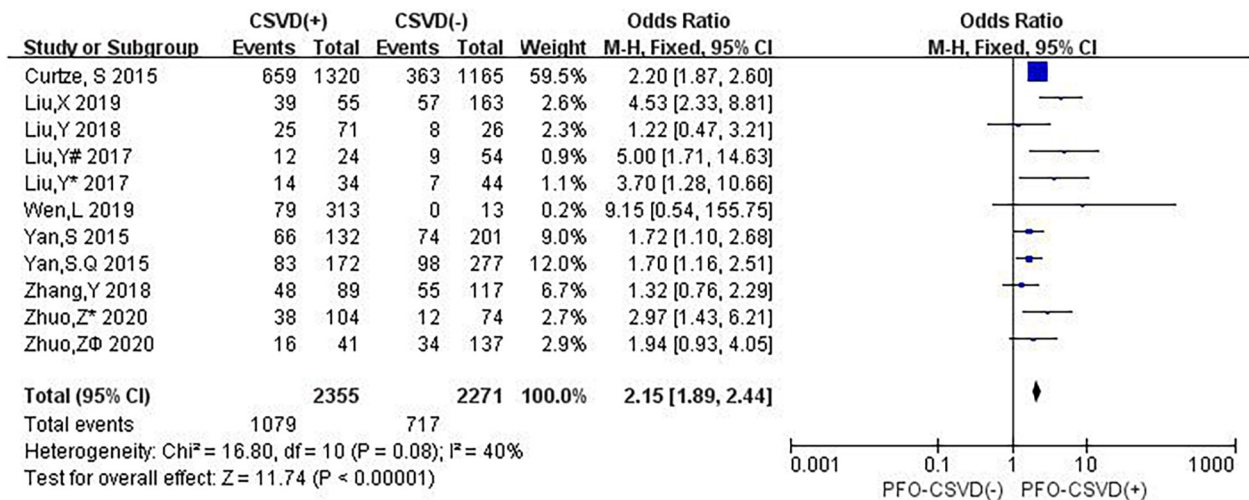 CSVD(+) CSVD(-) Odds Ratio Odds Ratio
Study or Subgroup Events Total Events Total Weight M-H, Fixed, 95% CI M-H, Fixed, 95% CI
Curtze, S 2015 659 1320 363 1165 59.5% 2.20 [1.87, 2.60]
Liu,X 2019 39 55 57 163 2.6% 4.53 [2.33, 8.81]
Liu,Y 2018 25 71 8 26 2.3% 1.22 [0.47, 3.21]
Liu,Y# 2017 12 24 9 54 0.9% 5.00 [1.71, 14.63]
Liu,Y* 2017 14 34 7 44 1.1% 3.70 [1.28, 10.66]
Wen,L 2019 79 313 0 13 0.2% 9.15 [0.54, 155.75]
Yan,S 2015 66 132 74 201 9.0% 1.72 [1.10, 2.68]
Yan,S.Q 2015 83 172 98 277 12.0% 1.70 [1.16, 2.51]
Zhang,Y 2018 48 89 55 117 6.7% 1.32 [0.76, 2.29]
Zhuo,Z* 2020 38 104 12 74 2.7% 2.97 [1.43, 6.21]
Zhuo,ZΦ 2020 16 41 34 137 2.9% 1.94 [0.93, 4.05]
Total (95% CI) 2355 2271 100.0% 2.15 [1.89, 2.44]
Total events 1079 717
Heterogeneity: Chi² = 16.80, df = 10 (P = 0.08); I² = 40%
Test for overall effect: Z = 11.74 (P < 0.00001)
0.001 0.1 1 10 1000
PFO-CSVD(-) PFO-CSVD(+)